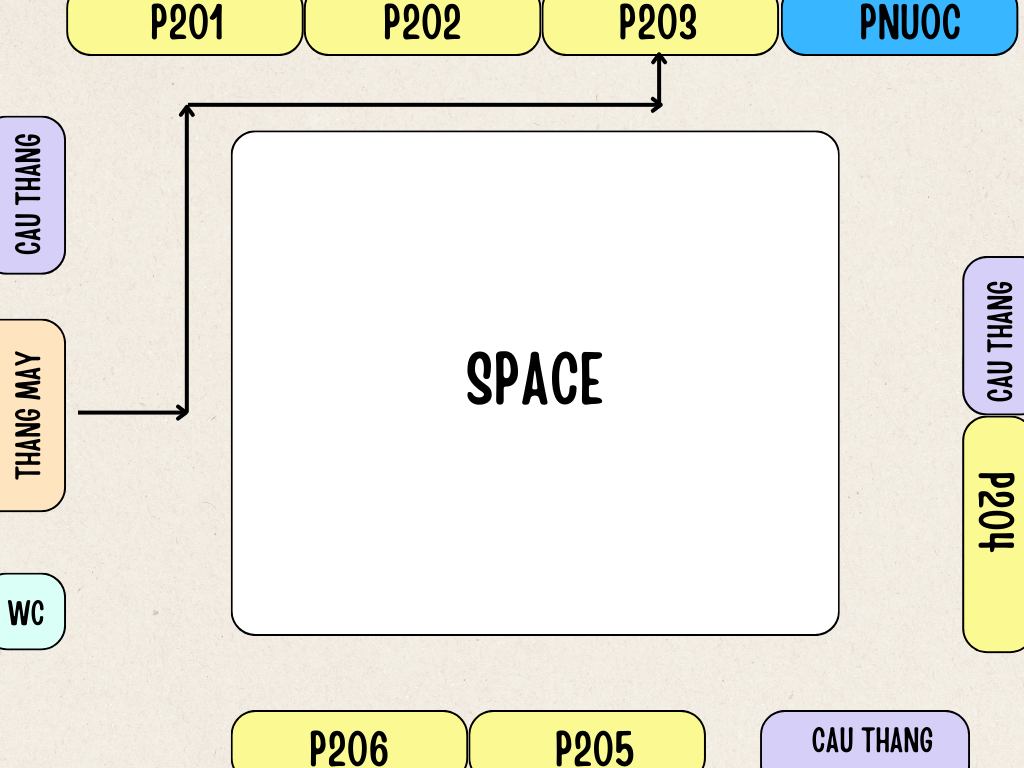 P201
P202
P203
PNUOC
CAU THANG
THANG MAY
WC
SPACE
CAU THANG
P204
P206
P205
CAU THANG